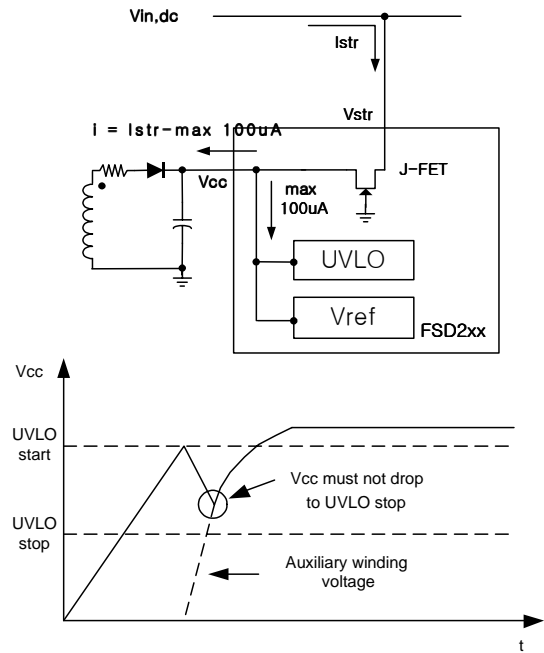 Vin,dc
Istr
Vstr
i = Istr-max 100uA
Vcc
J-FET
max
100uA
UVLO
Vref
FSD2xx
Vcc
UVLO
start
Vcc must not drop
to UVLO stop
UVLO
stop
Auxiliary winding
voltage
t